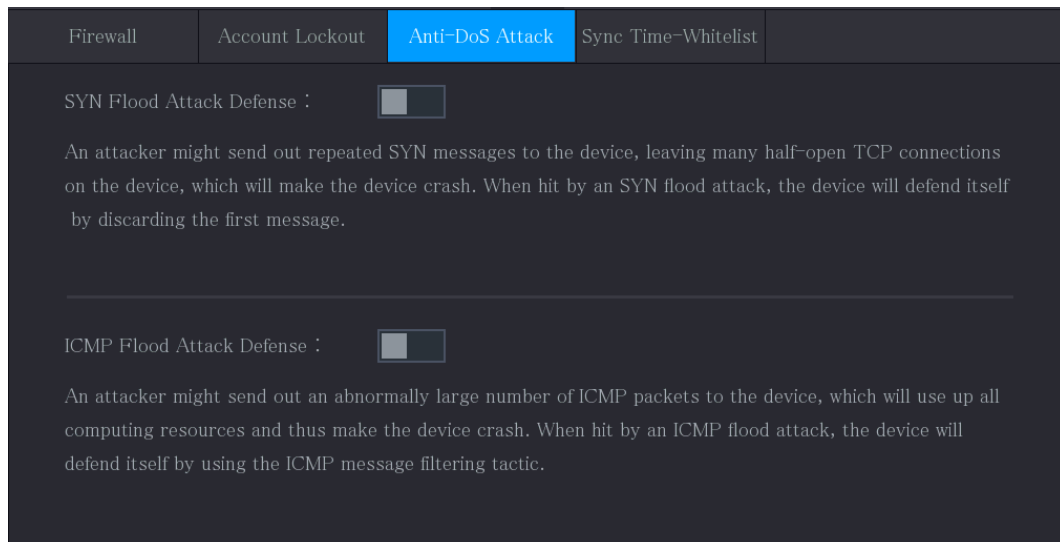 Firewall Account Lockout Anti-DoS Attack Sync Time-Whitelist
SYN Flood Attack Defense :
An attacker might send out repeated SYN messages to the device, leaving many half-open TCP connections
on the device, which will make the device crash. When hit by an SYN flood attack, the device will defend itself
by discarding the first message.
ICMP Flood Attack Defense :
An attacker might send out an abnormally large number of ICMP packets to the device, which will use up all
computing resources and thus make the device crash. When hit by an ICMP flood attack, the device will
defend itself by using the ICMP message filtering tactic.